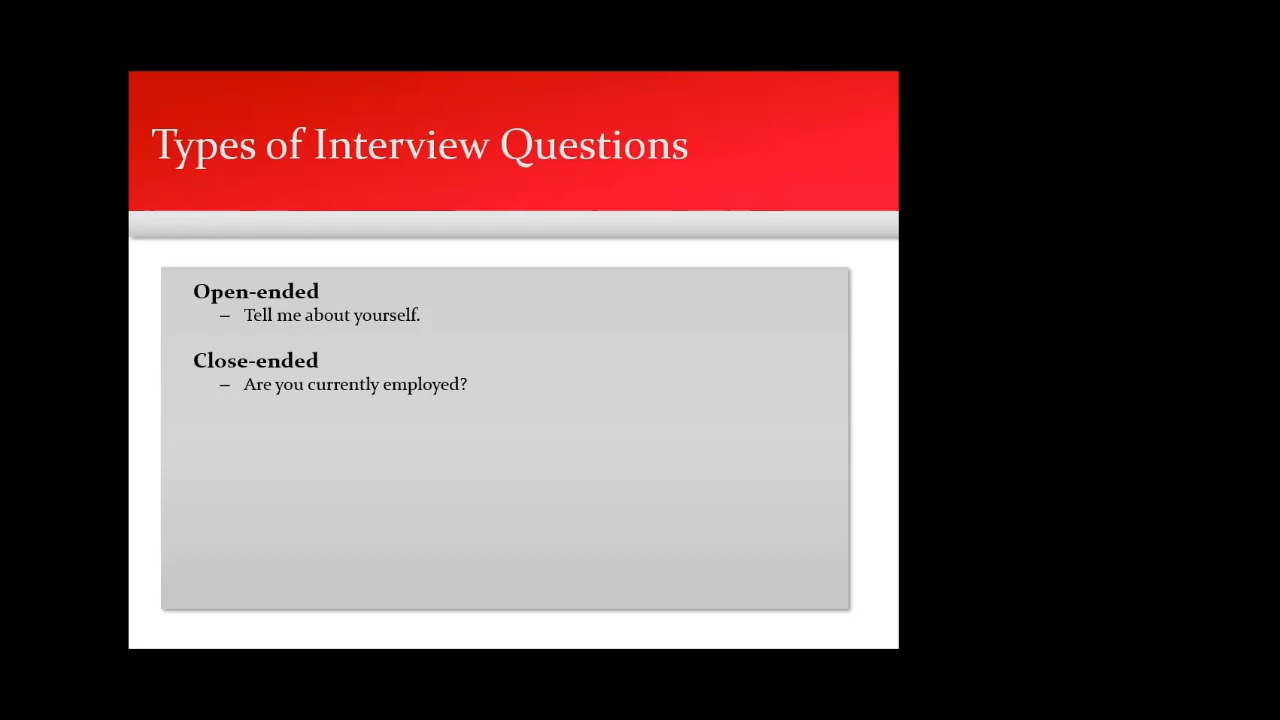 Types of Interview Questions
Open-ended
– Tell me about yourself.
Close-ended
– Are you currently employed?